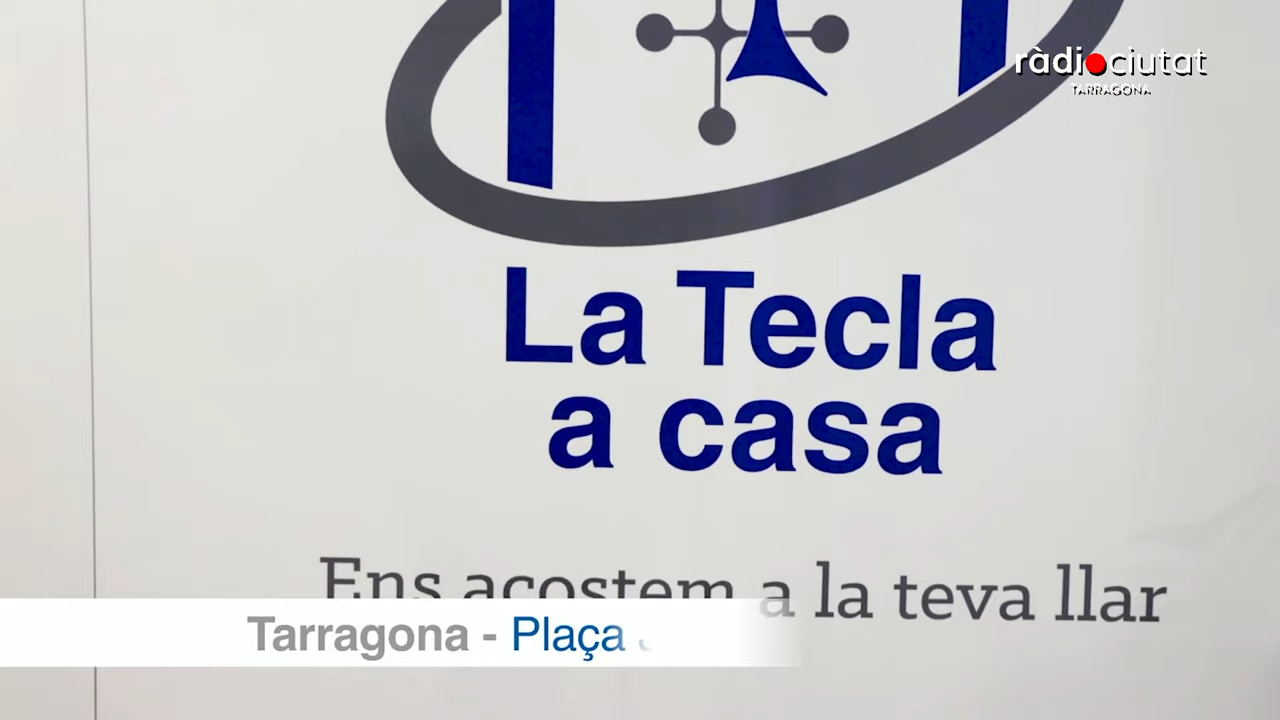 ràdiociutat
TARRAGONA
La Tecla
a casa
Ens acostem a la teva llar
Tarragona - Plaça